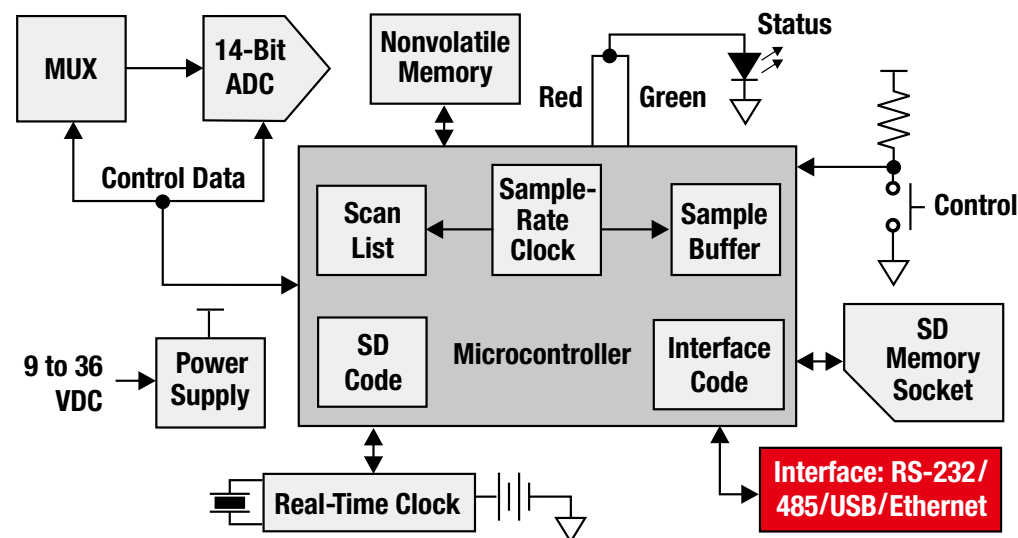 MUX
14-Bit
ADC
Nonvolatile
Memory
Status
Red
Green
Control Data
Control
Scan
List
Sample-
Rate
Clock
Sample
Buffer
9 to 36
VDC
Power
Supply
SD
Code
Microcontroller
Interface
Code
SD
Memory
Socket
Real-Time Clock
Interface: RS-232/
485/USB/Ethernet